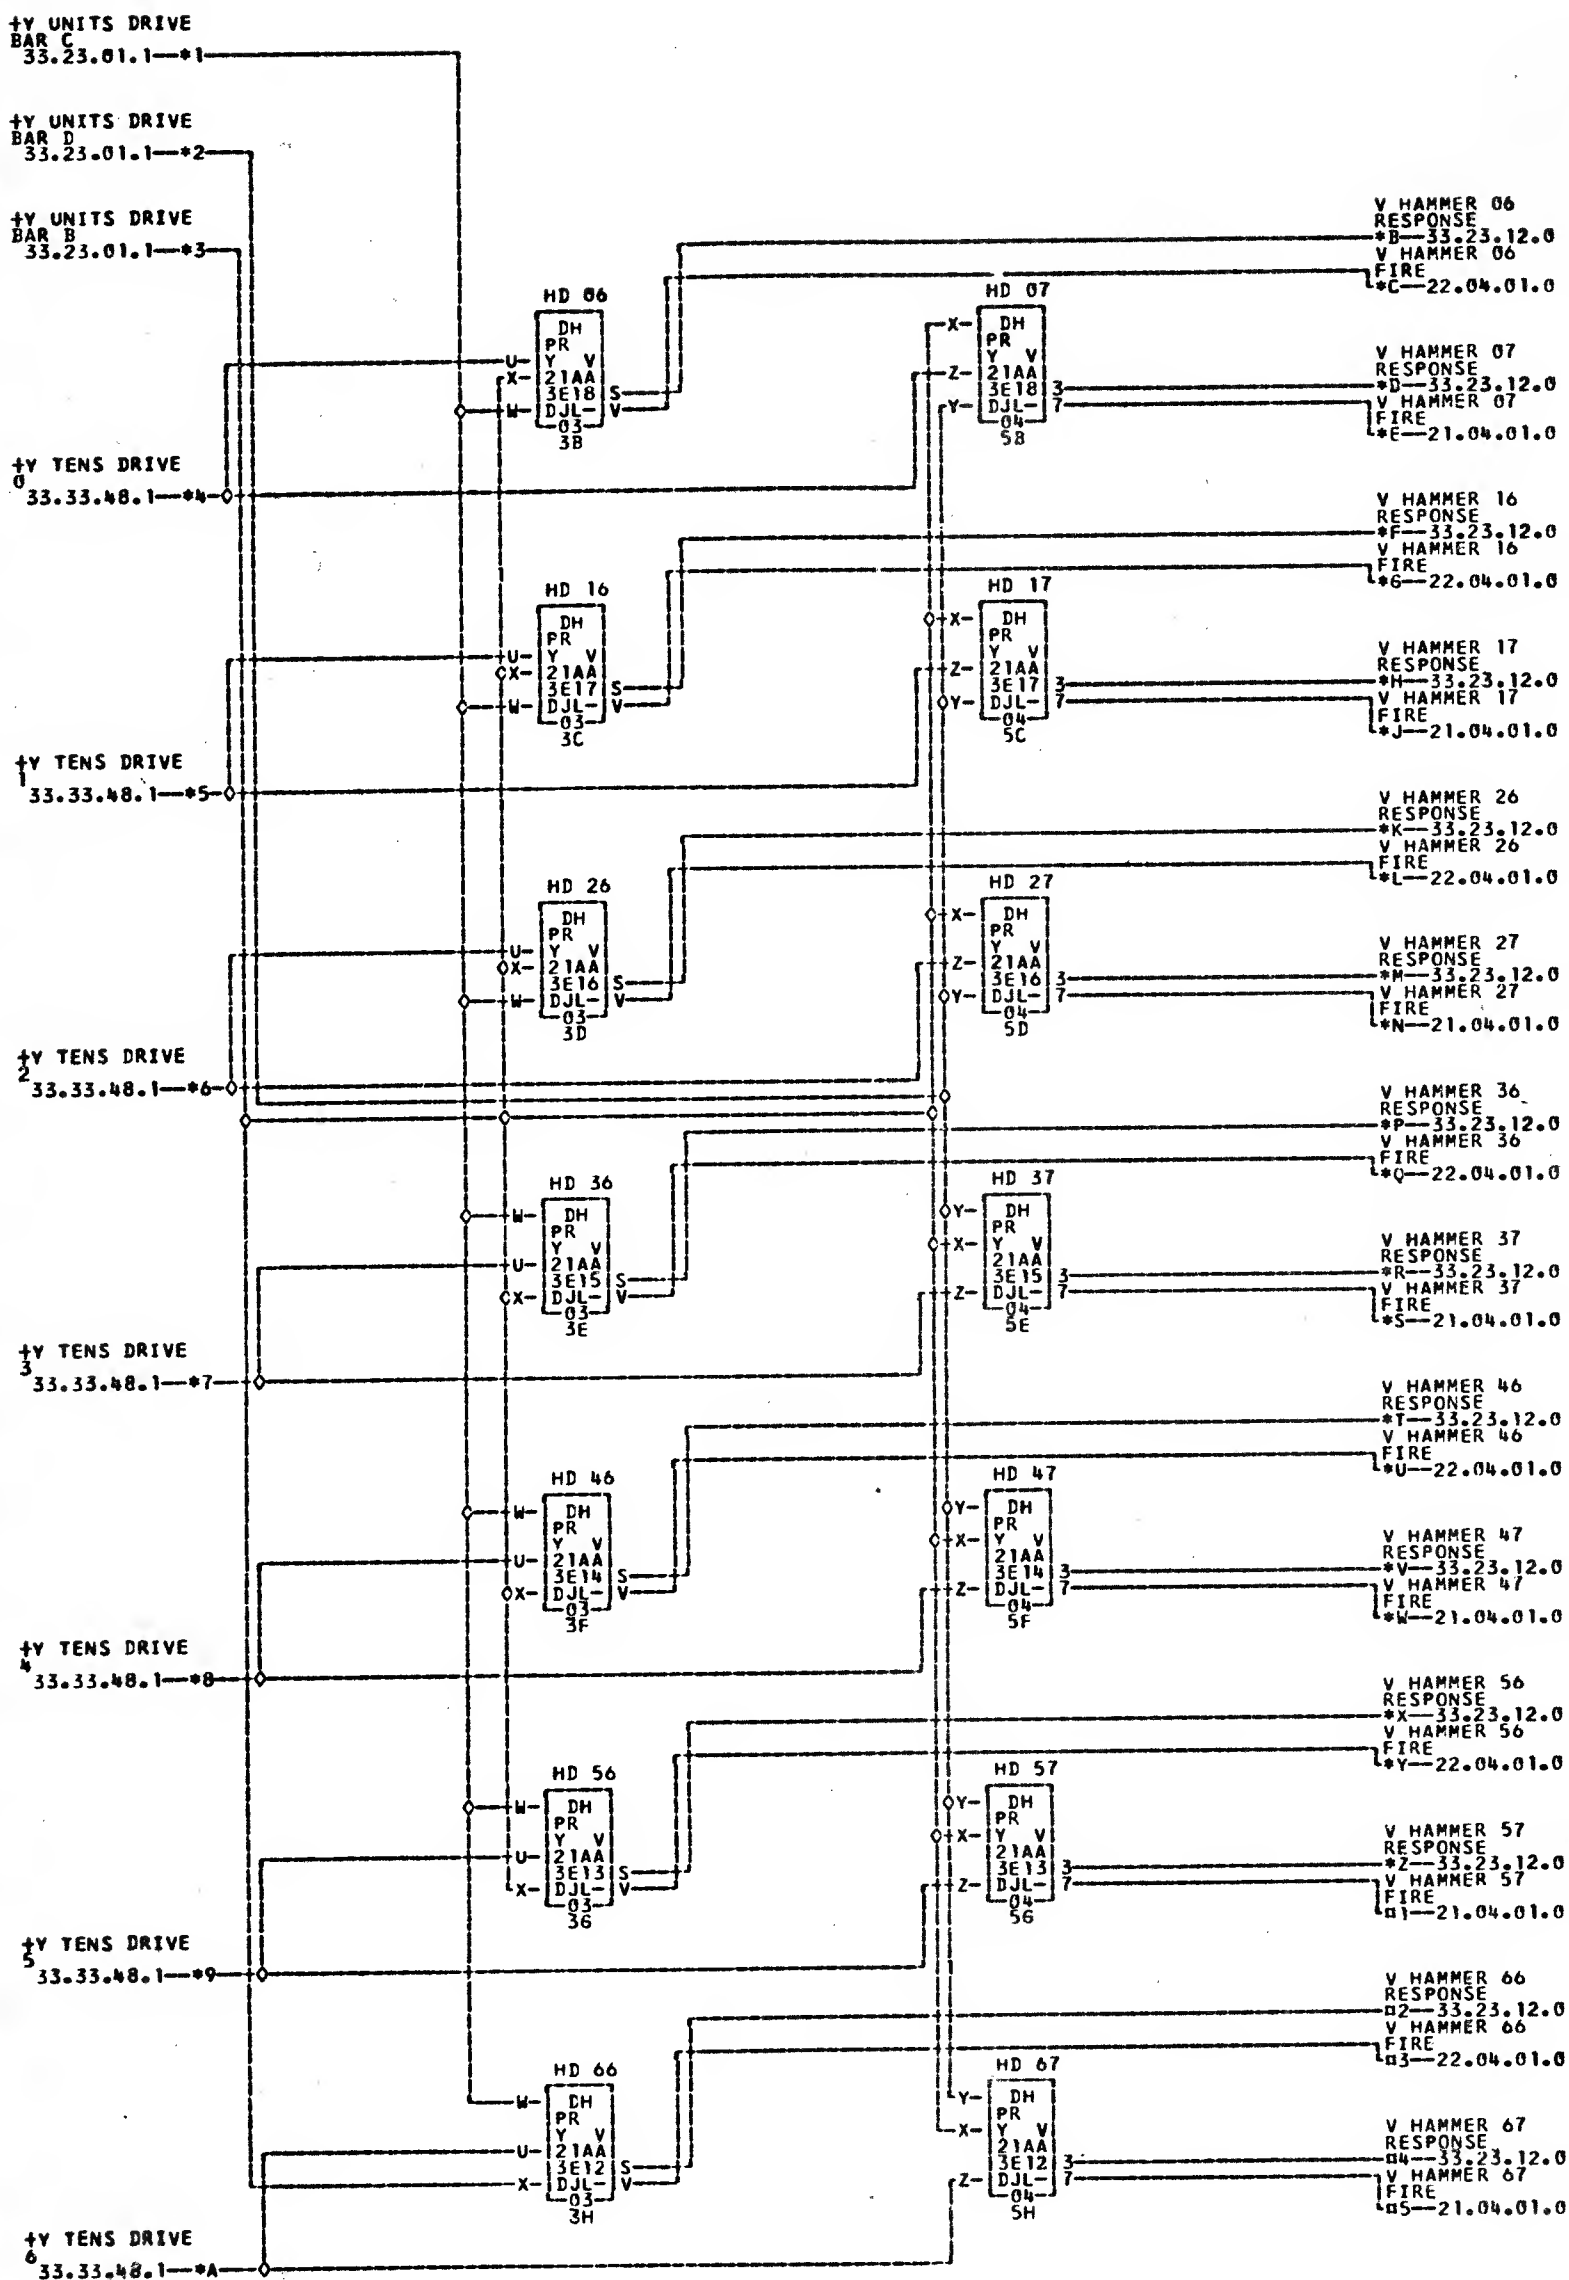 +Y UNITS DRIVE
BAR C
33.23.01.1—*1
+Y UNITS DRIVE
BAR D
33.23.01.1—*2
+Y UNITS DRIVE
BAR B
33.23.01.1—*3
+Y TENS DRIVE
0
33.33.48.1—*4
+Y TENS DRIVE
1
33.33.48.1—*5
+Y TENS DRIVE
2
33.33.48.1—*6
+Y TENS DRIVE
3
33.33.48.1—*7
+Y TENS DRIVE
4
33.33.48.1—*8
+Y TENS DRIVE
5
33.33.48.1—*9
+Y TENS DRIVE
6
33.33.48.1—*A
HD 06
DH
PR
U- Y V
X- 21AA
3E18 S
W- DJL- V
03
3B
HD 16
DH
PR
U- Y V
X- 21AA
3E17 S
W- DJL- V
03
3C
HD 26
DH
PR
U- Y V
X- 21AA
3E16 S
W- DJL- V
03
3D
HD 36
W- DH
PR
Y V
U- 21AA
3E15 S
X- DJL- V
03
3E
HD 46
W- DH
PR
Y V
U- 21AA
3E14 S
X- DJL- V
03
3F
HD 56
W- DH
PR
Y V
U- 21AA
3E13 S
X- DJL- V
03
3G
HD 66
W- DH
PR
Y V
U- 21AA
3E12 S
X- DJL- V
03
3H
HD 07
X- DH
PR
Y V
Z- 21AA
3E18 3
Y- DJL- 7
04
5B
HD 17
X- DH
PR
Y V
Z- 21AA
3E17 3
Y- DJL- 7
04
5C
HD 27
X- DH
PR
Y V
Z- 21AA
3E16 3
Y- DJL- 7
04
5D
HD 37
Y- DH
PR
X- Y V
21AA
3E15 3
Z- DJL- 7
04
5E
HD 47
Y- DH
PR
X- Y V
21AA
3E14 3
Z- DJL- 7
04
5F
HD 57
Y- DH
PR
X- Y V
21AA
3E13 3
Z- DJL- 7
04
5G
HD 67
Y- DH
PR
X- Y V
21AA
3E12 3
Z- DJL- 7
04
5H
V HAMMER 06
RESPONSE
*B—33.23.12.0
V HAMMER 06
FIRE
*C—22.04.01.0
V HAMMER 07
RESPONSE
*D—33.23.12.0
V HAMMER 07
FIRE
*E—21.04.01.0
V HAMMER 16
RESPONSE
*F—33.23.12.0
V HAMMER 16
FIRE
*G—22.04.01.0
V HAMMER 17
RESPONSE
*H—33.23.12.0
V HAMMER 17
FIRE
*J—21.04.01.0
V HAMMER 26
RESPONSE
*K—33.23.12.0
V HAMMER 26
FIRE
*L—22.04.01.0
V HAMMER 27
RESPONSE
*M—33.23.12.0
V HAMMER 27
FIRE
*N—21.04.01.0
V HAMMER 36
RESPONSE
*P—33.23.12.0
V HAMMER 36
FIRE
*Q—22.04.01.0
V HAMMER 37
RESPONSE
*R—33.23.12.0
V HAMMER 37
FIRE
*S—21.04.01.0
V HAMMER 46
RESPONSE
*T—33.23.12.0
V HAMMER 46
FIRE
*U—22.04.01.0
V HAMMER 47
RESPONSE
*V—33.23.12.0
V HAMMER 47
FIRE
*W—21.04.01.0
V HAMMER 56
RESPONSE
*X—33.23.12.0
V HAMMER 56
FIRE
*Y—22.04.01.0
V HAMMER 57
RESPONSE
*Z—33.23.12.0
V HAMMER 57
FIRE
¤1—21.04.01.0
V HAMMER 66
RESPONSE
¤2—33.23.12.0
V HAMMER 66
FIRE
¤3—22.04.01.0
V HAMMER 67
RESPONSE
¤4—33.23.12.0
V HAMMER 67
FIRE
¤5—21.04.01.0